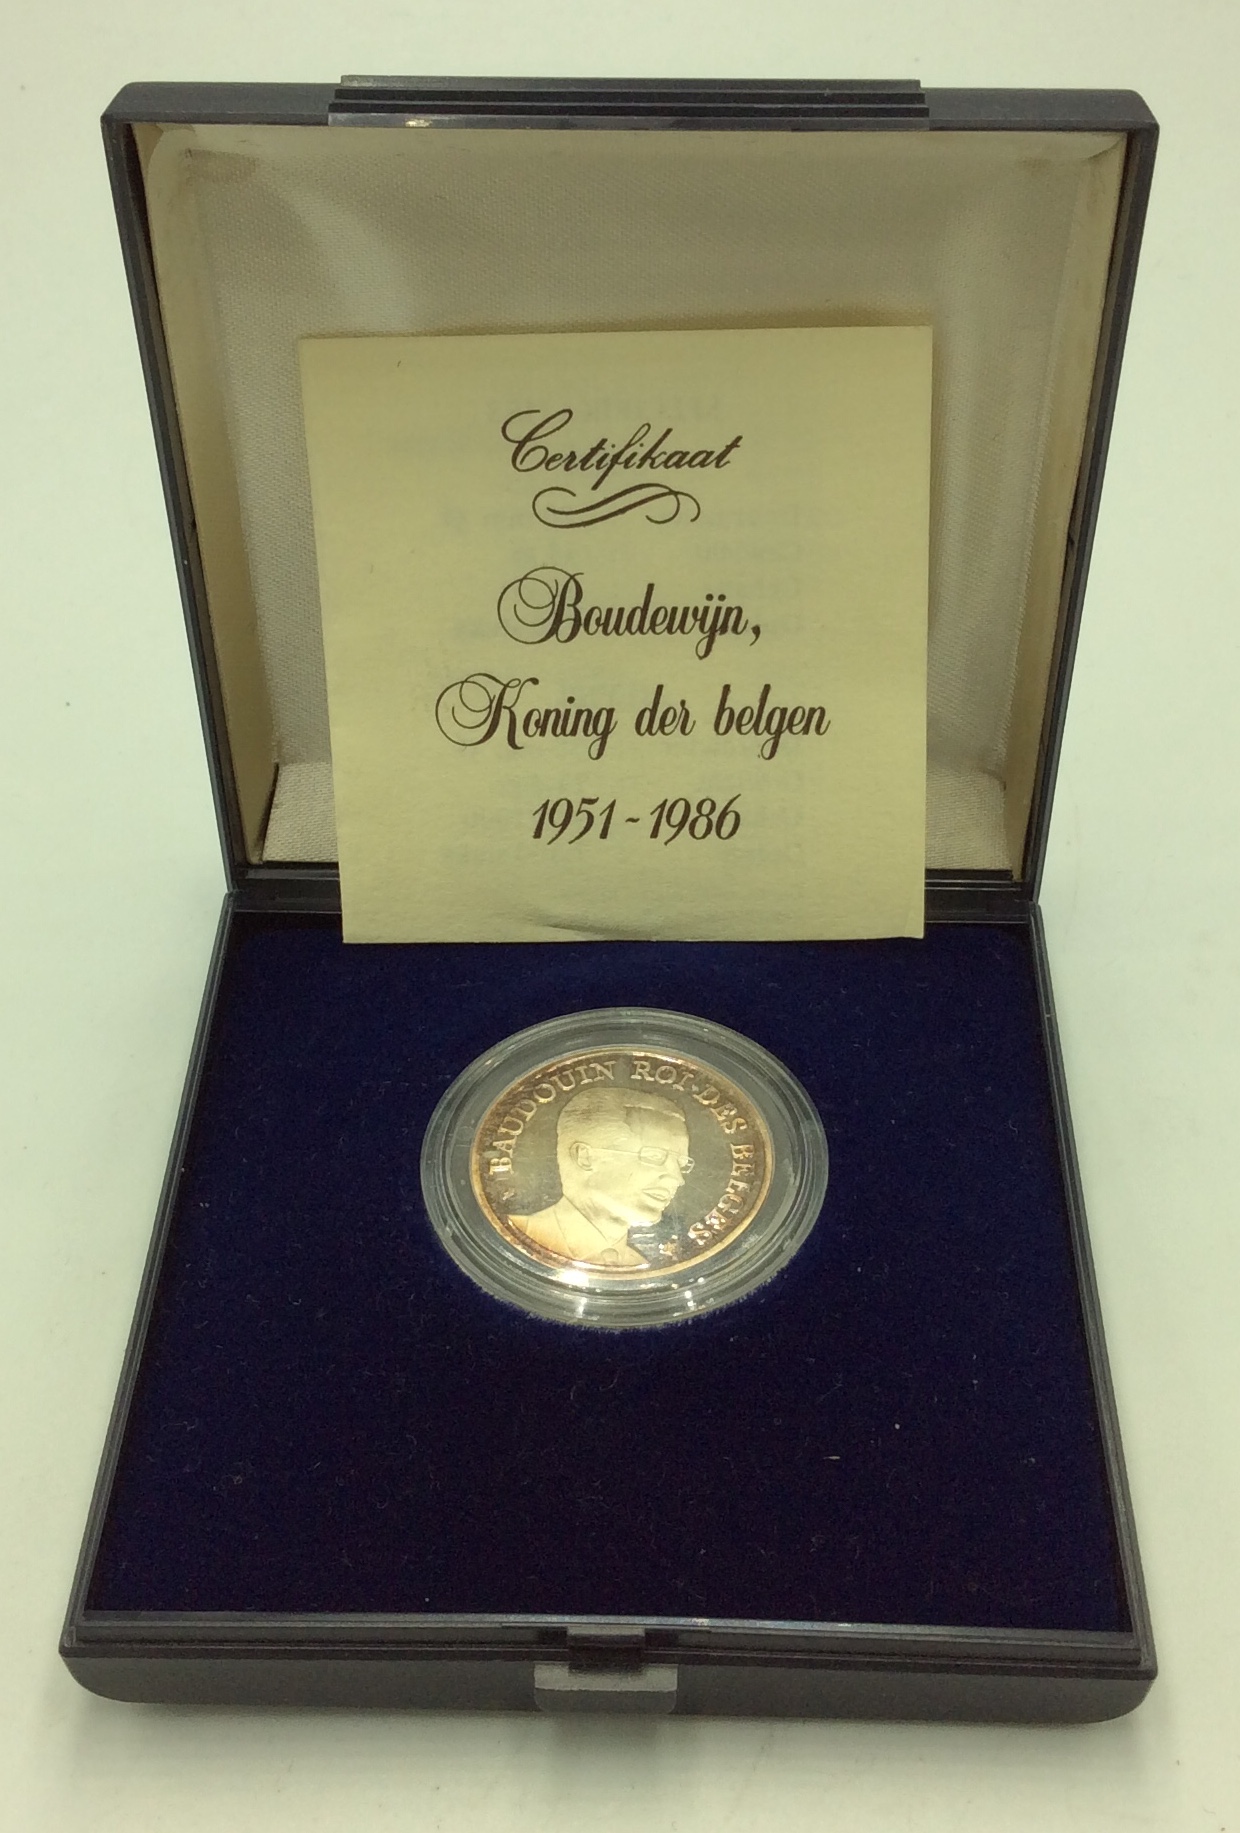 Certifikaat
Boudewijn,
Koning der belgen
1951-1986
BAUDOUIN ROI DES BELGES